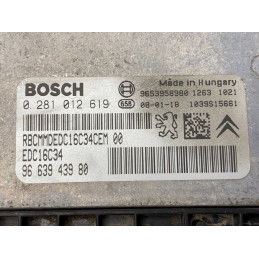 BOSCH
Made in Hungary
9653958980 1263 1021
0 281 012 619
658
08-01-18 1039S15661
RBCMMDEDC16C34CEM 00
EDC16C34
96 639 439 80